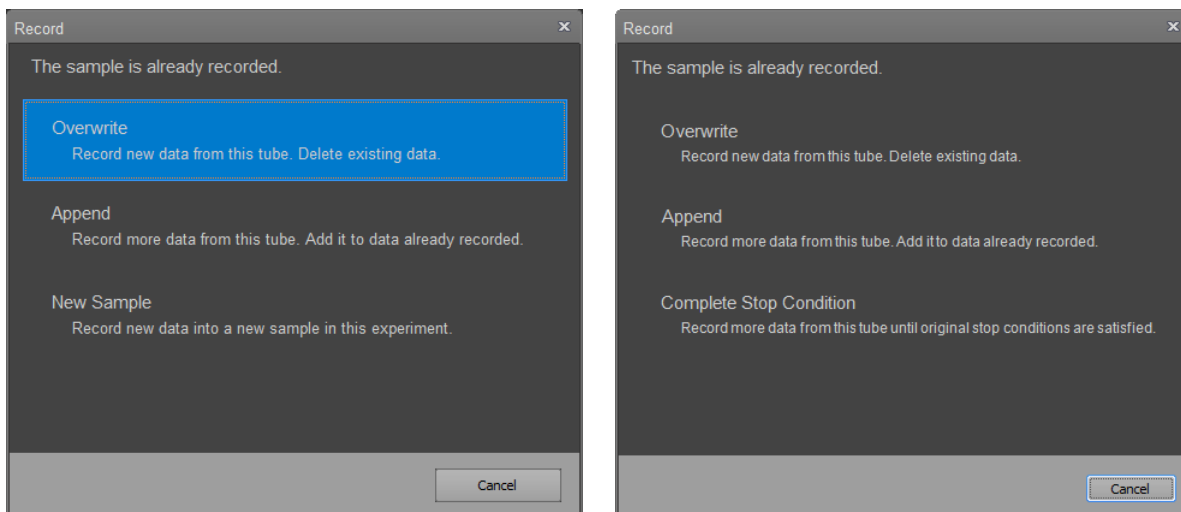 Record
The sample is already recorded.
Overwrite
Record new data from this tube. Delete existing data.
Append
Record more data from this tube. Add it to data already recorded.
New Sample
Record new data into a new sample in this experiment.
Cancel
Record
The sample is already recorded.
Overwrite
Record new data from this tube. Delete existing data.
Append
Record more data from this tube. Add it to data already recorded.
Complete Stop Condition
Record more data from this tube until original stop conditions are satisfied.
Cancel